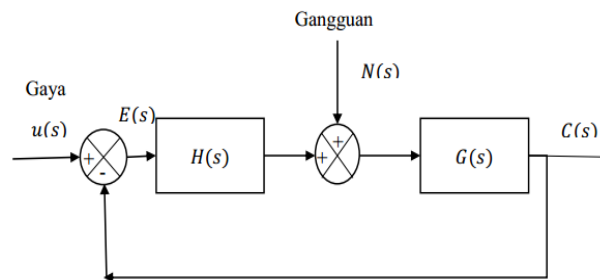 Gangguan
N(s)
Gaya
u(s)
E(s)
C(s)
+
+
+
-
H(s)
G(s)